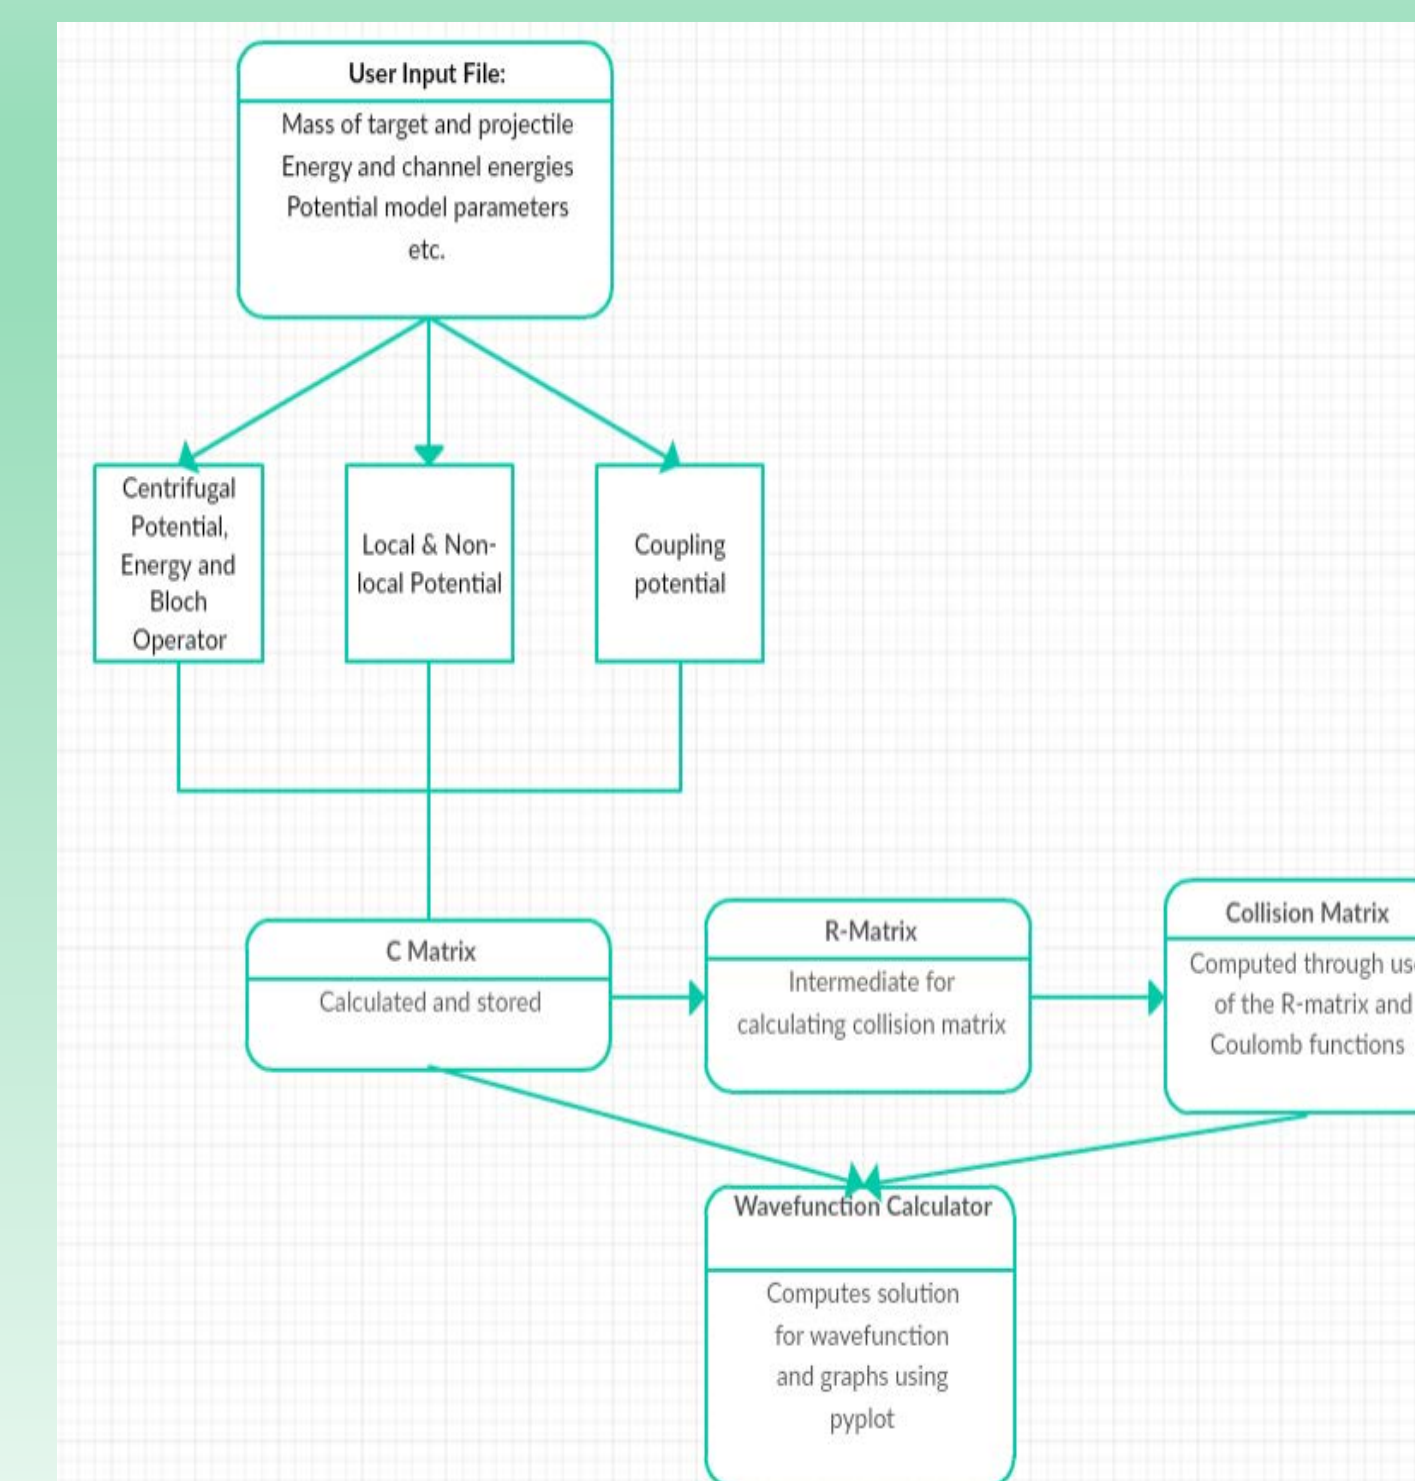 User Input File:
Mass of target and projectile
Energy and channel energies
Potential model parameters
etc.
Centrifugal
Potential,
Energy and
Bloch
Operator
Local & Non-
local Potential
Coupling
potential
C Matrix
Calculated and stored
R-Matrix
Intermediate for
calculating collision matrix
Collision Matrix
Computed through
of the R-matrix and
Coulomb functions
Wavefunction Calculator
Computes solution
for wavefunction
and graphs using
pyplot